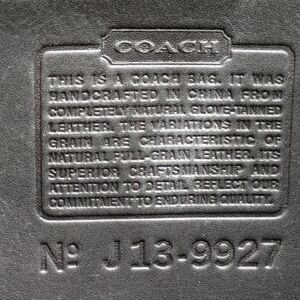 COACH
THIS IS A COACH BAG. IT WAS
HANDCRAFTED IN CHINA FROM
COMPLETELY NATURAL GLOVE-TANNED
LEATHER. THE VARIATIONS IN THE
GRAIN ARE CHARACTERISTIC OF
NATURAL FULL-GRAIN LEATHER. ITS
SUPERIOR CRAFTSMANSHIP AND
ATTENTION TO DETAIL REFLECT OUR
COMMITMENT TO ENDURING QUALITY.
Nº J13-9927